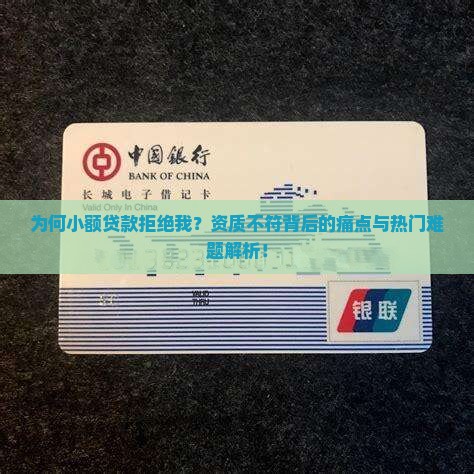 中国银行
BANK OF CHINA
长城电子借记卡
Valid Only in China
为何小额贷款拒绝我？资质不符背后的痛点与热门难
题解析！
VALID
THRU
银联